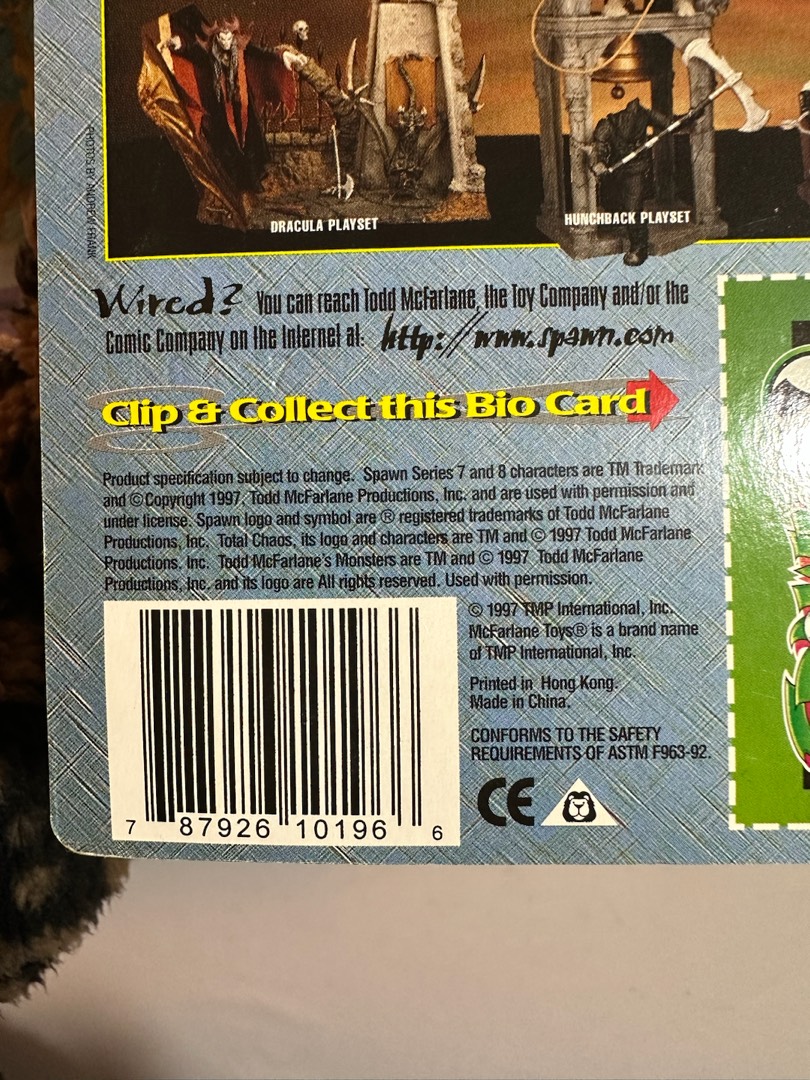 PHOTOS BY ANDREW FRANK
DRACULA PLAYSET
HUNCHBACK PLAYSET
Wired? You can reach Todd McFarlane, the Toy Company and/or the
Comic Company on the Internet at: http://www.spawn.com
Clip & Collect this Bio Card
Product specification subject to change. Spawn Series 7 and 8 characters are TM Trademark
and © Copyright 1997, Todd McFarlane Productions, Inc. and are used with permission and
under license. Spawn logo and symbol are ® registered trademarks of Todd McFarlane
Productions, Inc. Total Chaos, its logo and characters are TM and © 1997 Todd McFarlane
Productions. Inc. Todd McFarlane's Monsters are TM and © 1997 Todd McFarlane
Productions, Inc. and its logo are All rights reserved. Used with permission.
© 1997 TMP International, Inc.
McFarlane Toys® is a brand name
of TMP International, Inc.
Printed in Hong Kong.
Made in China.
CONFORMS TO THE SAFETY
REQUIREMENTS OF ASTM F963-92.
CE
7 87926 10196 6